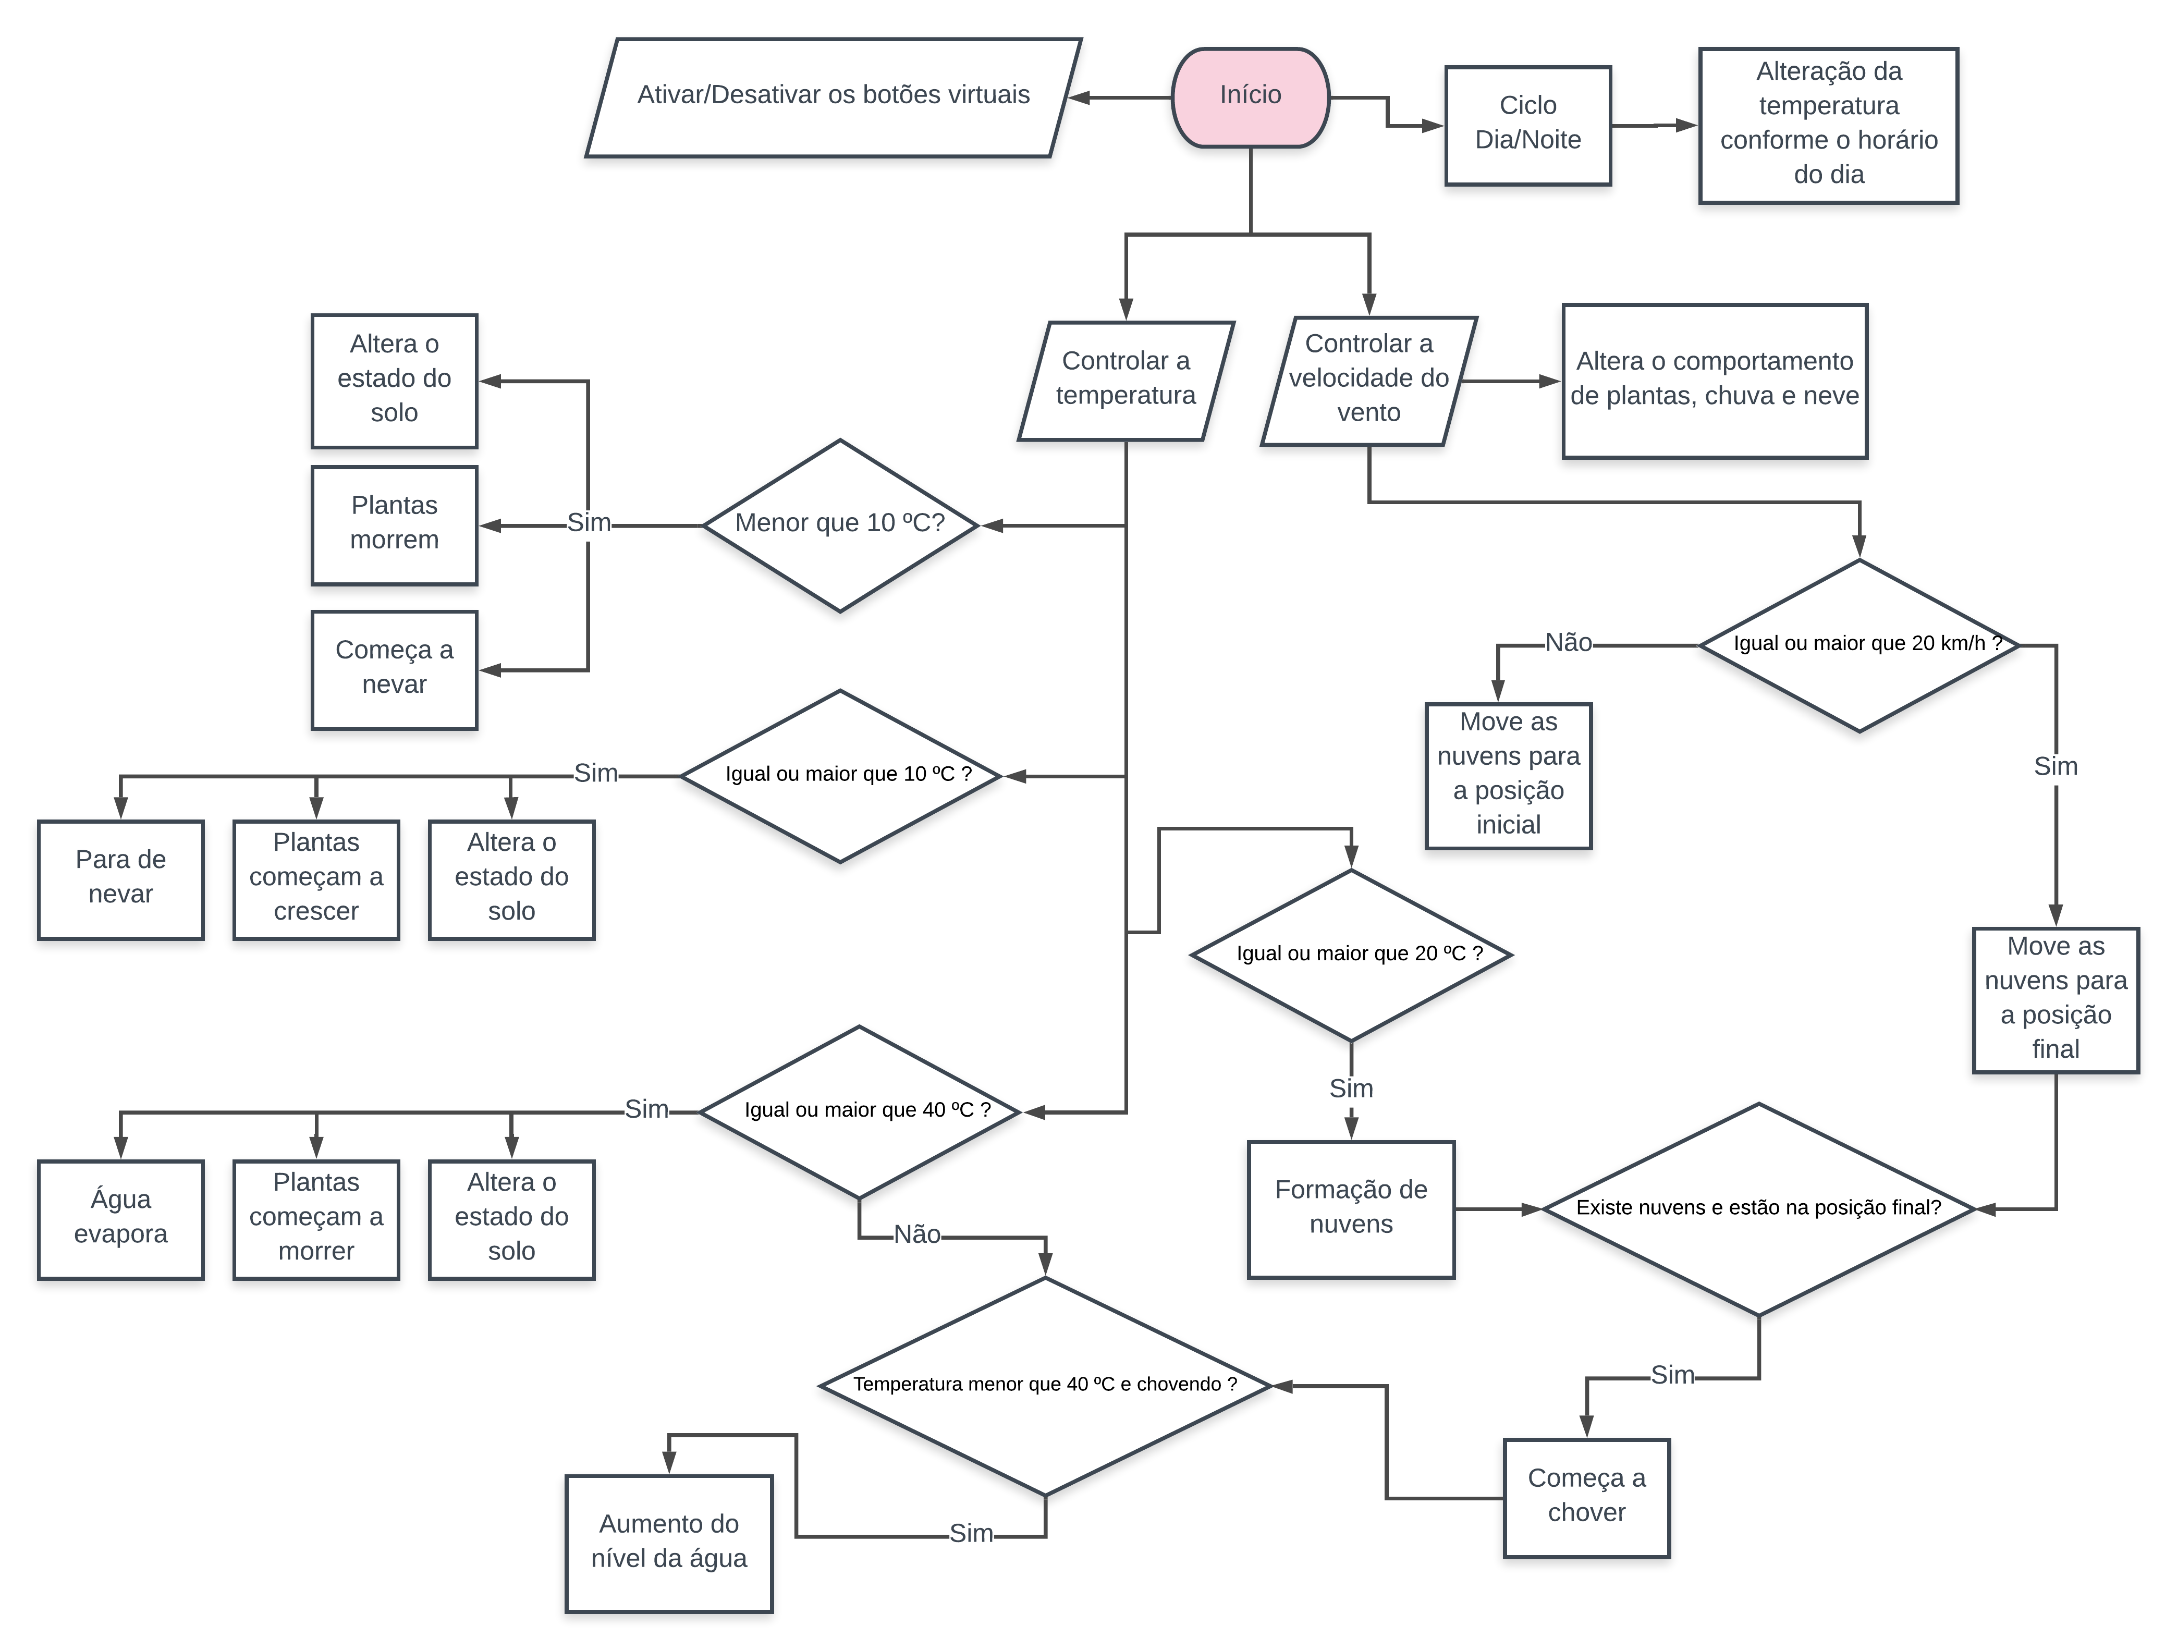 Ativar/Desativar os botões virtuais
Início
Ciclo
Dia/Noite
Alteração da
temperatura
conforme o horário
do dia
Altera o
estado do
solo
Controlar a
temperatura
Controlar a
velocidade do
vento
Altera o comportamento
de plantas, chuva e neve
Plantas
morrem
Sim
Menor que 10 ºC?
Começa a
nevar
Não
Igual ou maior que 20 km/h ?
Move as
nuvens para
a posição
inicial
Sim
Sim
Igual ou maior que 10 ºC ?
Para de
nevar
Plantas
começam a
crescer
Altera o
estado do
solo
Igual ou maior que 20 ºC ?
Move as
nuvens para
a posição
final
Sim
Sim
Igual ou maior que 40 ºC ?
Água
evapora
Plantas
começam a
morrer
Altera o
estado do
solo
Não
Formação de
nuvens
Existe nuvens e estão na posição final?
Sim
Temperatura menor que 40 ºC e chovendo ?
Começa a
chover
Sim
Aumento do
nível da água